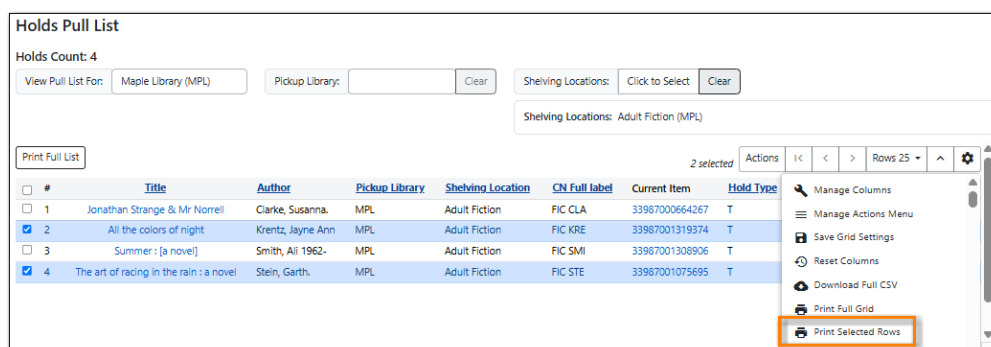 Holds Pull List
Holds Count: 4
View Pull List For: Maple Library (MPL) Pickup Library: Clear Shelving Locations: Click to Select Clear
Shelving Locations: Adult Fiction (MPL)
Print Full List 2 selected Actions Rows 25
# Title Author Pickup Library Shelving Location CN Full label Current Item Hold Type
1 Jonathan Strange & Mr Norrell Clarke, Susanna. MPL Adult Fiction FIC CLA 33987000664267 T
2 All the colors of night Krentz, Jayne Ann MPL Adult Fiction FIC KRE 33987001319374 T
3 Summer : [a novel] Smith, Ali 1962- MPL Adult Fiction FIC SMI 33987001308906 T
4 The art of racing in the rain : a novel Stein, Garth. MPL Adult Fiction FIC STE 33987001075695 T
Manage Columns
Manage Actions Menu
Save Grid Settings
Reset Columns
Download Full CSV
Print Full Grid
Print Selected Rows